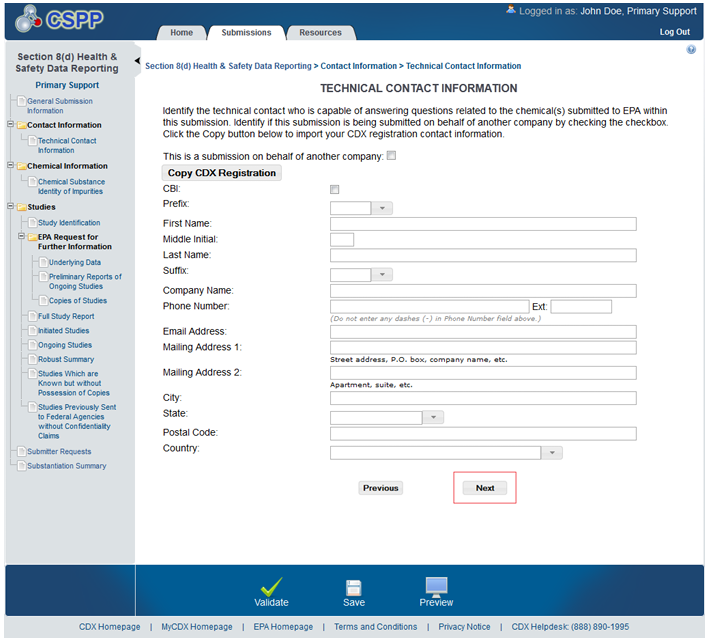 CSPP
Logged in as: John Doe, Primary Support
Home
Submissions
Resources
Log Out
Section 8(d) Health &
Safety Data Reporting
Primary Support
General Submission
Information
Contact Information
Technical Contact
Information
Chemical Information
Chemical Substance
Identity of Impurities
Studies
Study Identification
EPA Request for
Further Information
Underlying Data
Preliminary Reports of
Ongoing Studies
Copies of Studies
Full Study Report
Initiated Studies
Ongoing Studies
Robust Summary
Studies Which are
Known but without
Possession of Copies
Studies Previously Sent
to Federal Agencies
without Confidentiality
Claims
Submitter Requests
Substantiation Summary
Section 8(d) Health & Safety Data Reporting > Contact Information > Technical Contact Information
?
TECHNICAL CONTACT INFORMATION
Identify the technical contact who is capable of answering questions related to the chemical(s) submitted to EPA within
this submission. Identify if this submission is being submitted on behalf of another company by checking the checkbox.
Click the Copy button below to import your CDX registration contact information.
This is a submission on behalf of another company:
Copy CDX Registration
CBI:
Prefix:
First Name:
Middle Initial:
Last Name:
Suffix:
Company Name:
Phone Number: Ext:
(Do not enter any dashes (-) in Phone Number field above.)
Email Address:
Mailing Address 1:
Street address, P.O. box, company name, etc.
Mailing Address 2:
Apartment, suite, etc.
City:
State:
Postal Code:
Country:
Previous
Next
Validate
Save
Preview
CDX Homepage | MyCDX Homepage | EPA Homepage | Terms and Conditions | Privacy Notice | CDX Helpdesk: (888) 890-1995